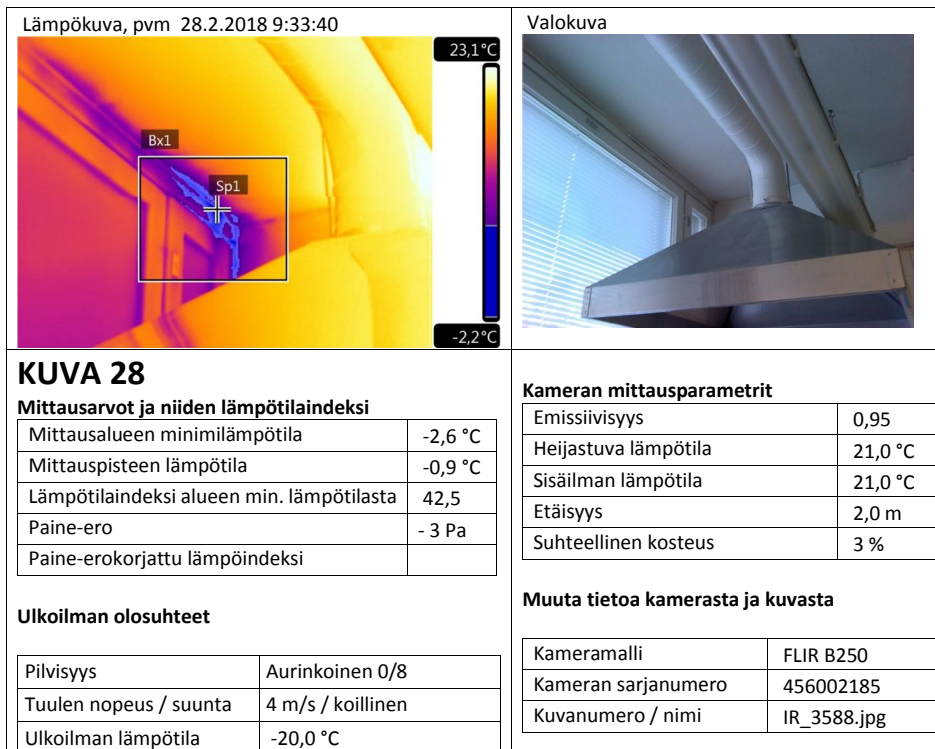 Lämpökuva, pvm 28.2.2018 9:33:40
23,1°C
Bx1
Sp1
-2,2°C
Valokuva
KUVA 28
Mittausarvot ja niiden lämpötilaindeksi
Mittausalueen minimilämpötila -2,6 °C
Mittauspisteen lämpötila -0,9 °C
Lämpötilaindeksi alueen min. lämpötilasta 42,5
Paine-ero - 3 Pa
Paine-erokorjattu lämpöindeksi
Ulkoilman olosuhteet
Pilvisyys Aurinkoinen 0/8
Tuulen nopeus / suunta 4 m/s / koillinen
Ulkoilman lämpötila -20,0 °C
Kameran mittausparametrit
Emissiivisyys 0,95
Heijastuva lämpötila 21,0 °C
Sisäilman lämpötila 21,0 °C
Etäisyys 2,0 m
Suhteellinen kosteus 3 %
Muuta tietoa kamerasta ja kuvasta
Kameramalli FLIR B250
Kameran sarjanumero 456002185
Kuvanumero / nimi IR_3588.jpg